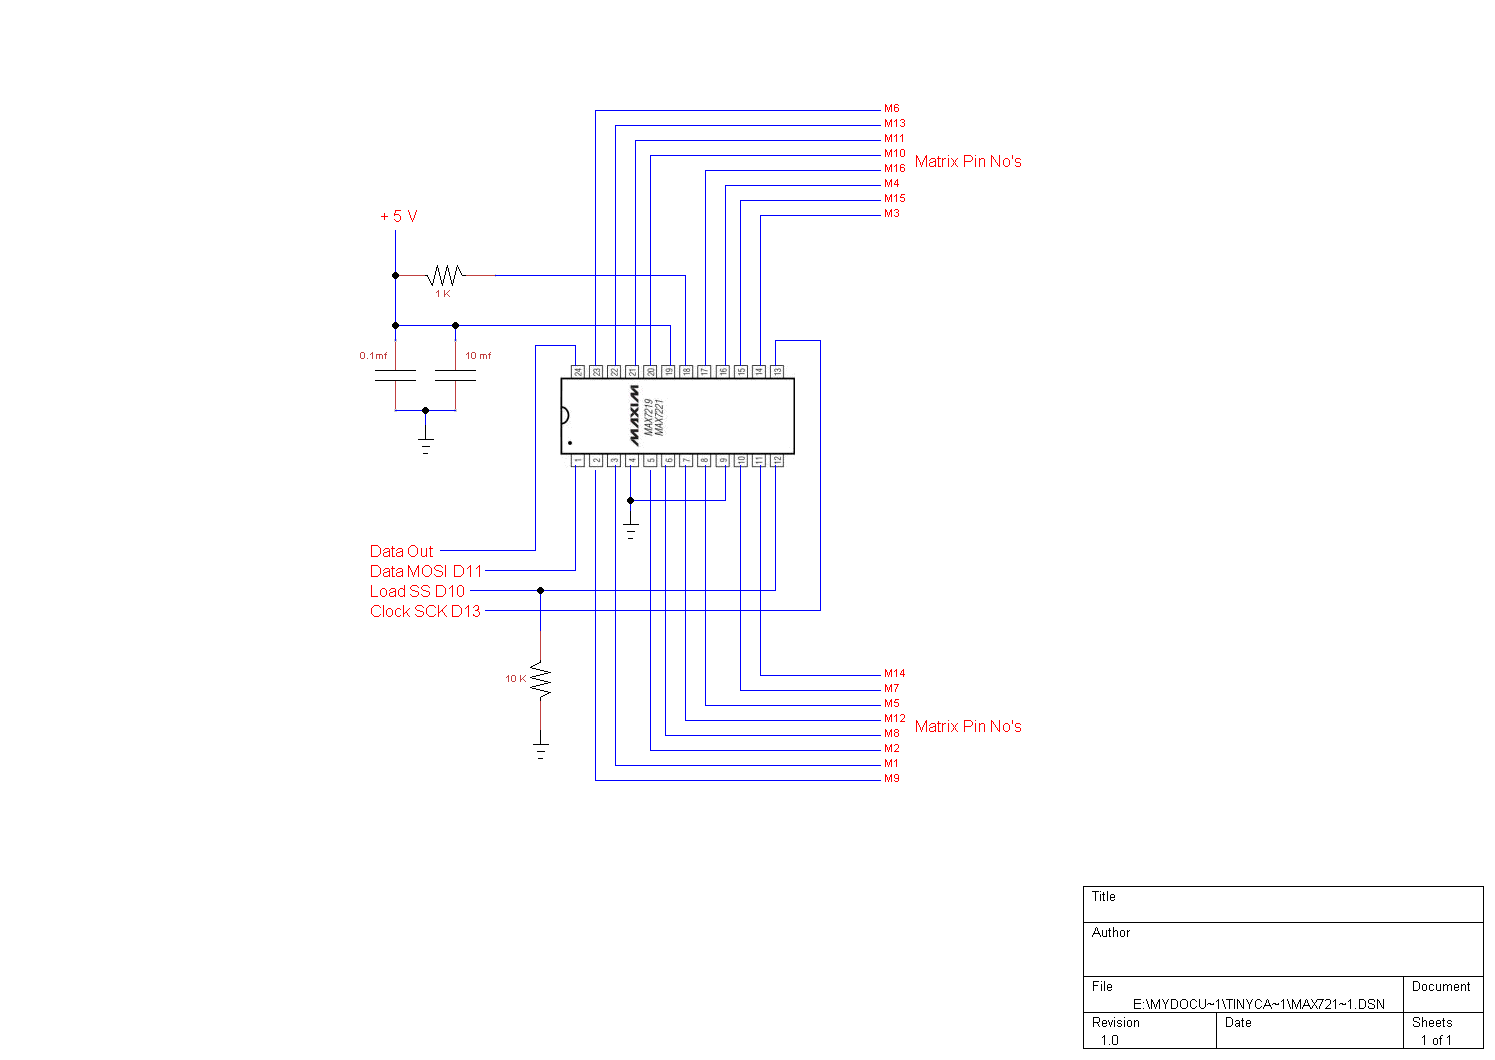 M6
M13
M11
M10
Matrix Pin No's
M16
M4
M15
M3
+ 5 V
1 K
0.1mf
10 mf
24 23 22 21 20 19 18 17 16 15 14 13
MAXIM
MAX7219
MAX7221
1 2 3 4 5 6 7 8 9 10 11 12
Data Out
Data MOSI D11
Load SS D10
Clock SCK D13
10 K
M14
M7
M5
M12
Matrix Pin No's
M8
M2
M1
M9
Title
Author
File
Document
E:\MYDOCU~1\TINYCA~1\MAX721~1.DSN
Revision
Date
Sheets
1.0
1 of 1